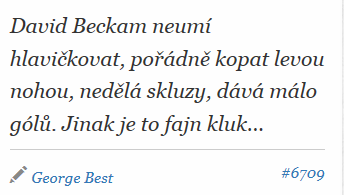 David Beckam neumí
hlavičkovat, pořádně kopat levou
nohou, nedělá skluzy, dává málo
gólů. Jinak je to fajn kluk...
George Best
#6709